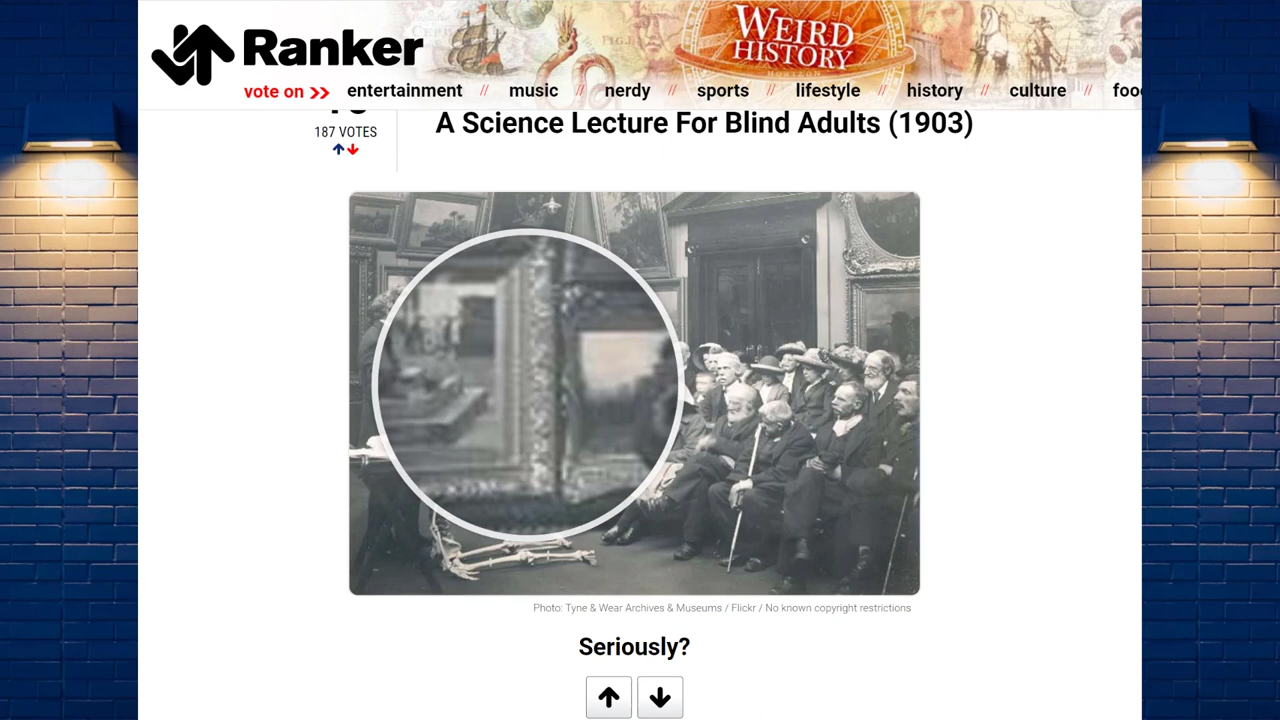 Ranker
WEIRD
HISTORY
vote on >> entertainment // music // nerdy // sports // lifestyle // history // culture // foo
187 VOTES
A Science Lecture For Blind Adults (1903)
Photo: Tyne & Wear Archives & Museums / Flickr / No known copyright restrictions
Seriously?